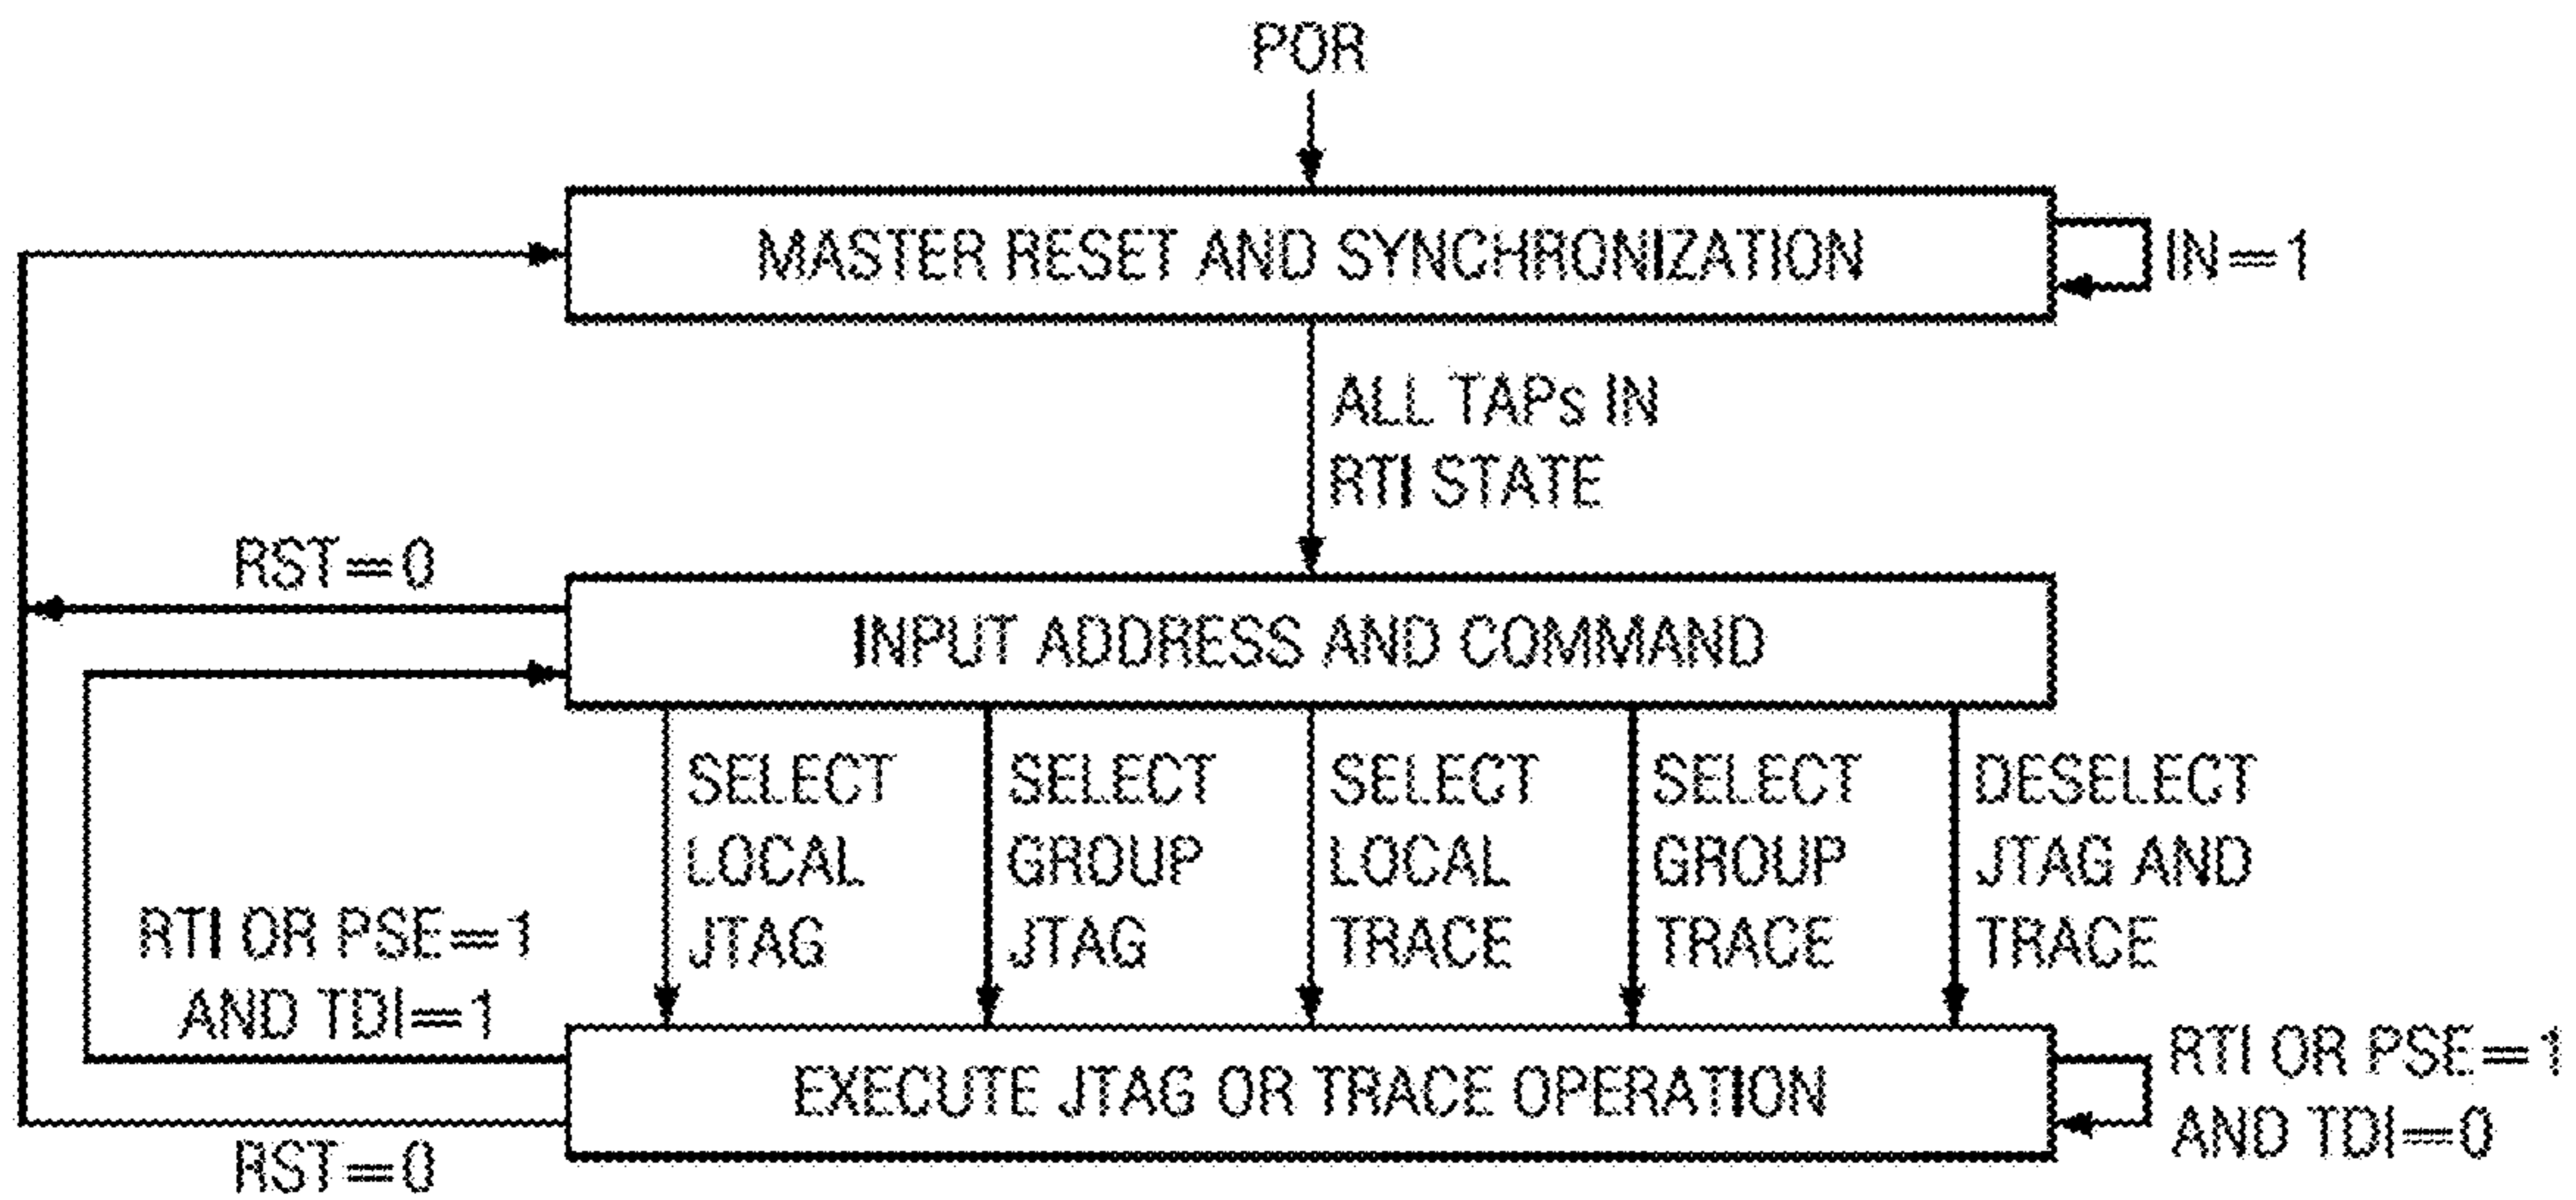 POR
MASTER RESET AND SYNCHRONIZATION
IN=1
ALL TAPs IN
RTI STATE
RST=0
INPUT ADDRESS AND COMMAND
SELECT
LOCAL
JTAG
SELECT
GROUP
JTAG
SELECT
LOCAL
TRACE
SELECT
GROUP
TRACE
DESELECT
JTAG AND
TRACE
RTI OR PSE=1
AND TDI=1
EXECUTE JTAG OR TRACE OPERATION
RTI OR PSE=1
AND TDI=0
RST=0